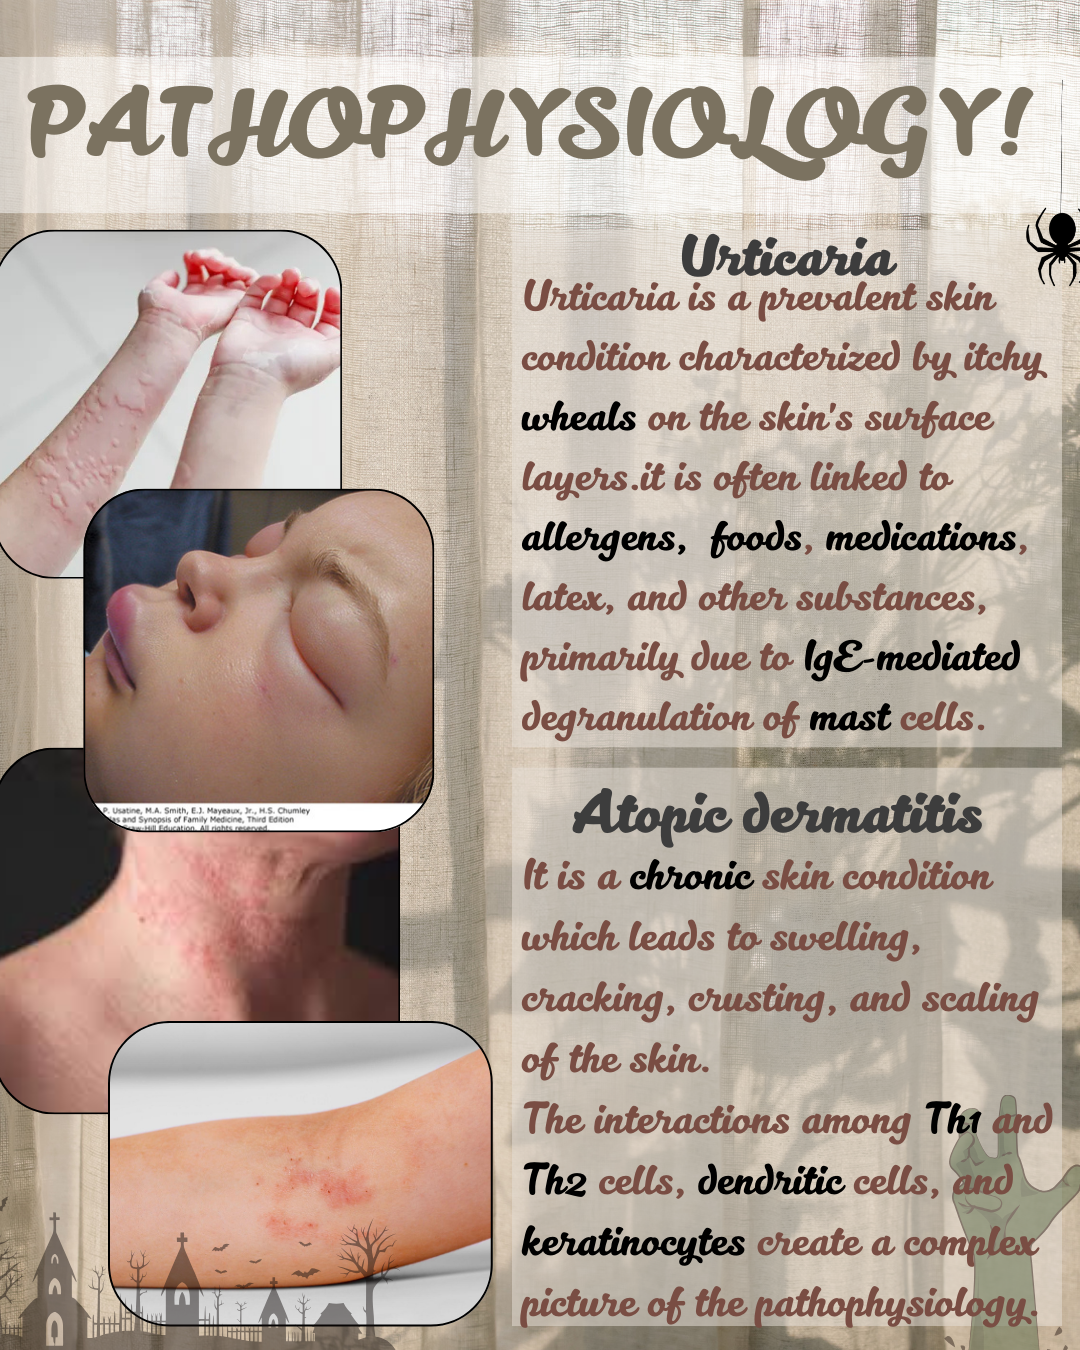 PATHOPHYSIOLOGY!
Urticaria
Urticaria is a prevalent skin
condition characterized by itchy
wheals on the skin's surface
layers.it is often linked to
allergens, foods, medications,
latex, and other substances,
primarily due to IgE-mediated
degranulation of mast cells.
P. Usatine, M.A. Smith, E.J. Mayeaux, Jr., H.S. Chumley
as and Synopsis of Family Medicine, Third Edition
raw-Hill Education. All rights reserved.
Atopic dermatitis
It is a chronic skin condition
which leads to swelling,
cracking, crusting, and scaling
of the skin.
The interactions among Th1 and
Th2 cells, dendritic cells, and
keratinocytes create a complex
picture of the pathophysiology.